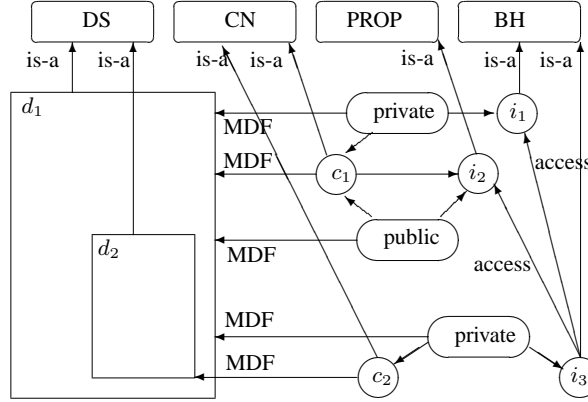 DS CN PROP BH
is-a is-a is-a is-a is-a is-a is-a
d₁ private i₁
MDF
MDF c₁ i₂ access
d₂ public
MDF access
MDF private
MDF c₂ i₃